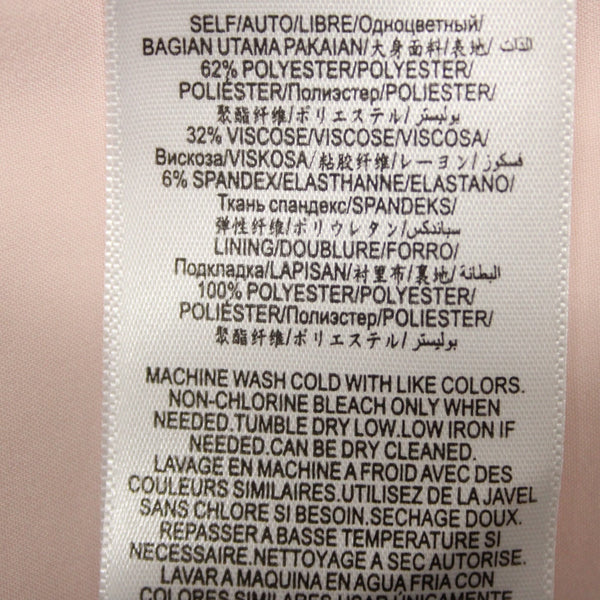 SELF/AUTO/LIBRE/Одноцветный/
BAGIAN UTAMA PAKAIAN/大身面料/表地/ الذات
62% POLYESTER/POLYESTER/
POLIÉSTER/Полиэстер/POLIESTER/
聚酯纤维/ポリエステル/ بوليستر/
32% VISCOSE/VISCOSE/VISCOSA/
Вискоза/VISKOSA/粘胶纤维/レーヨン/ فسكوز/
6% SPANDEX/ELASTHANNE/ELASTANO/
Ткань спандекс/SPANDEKS/
弹性纤维/ポリウレタン/ سباندكس/
LINING/DOUBLURE/FORRO/
Подкладка/LAPISAN/衬里布/裏地/ البطانة/
100% POLYESTER/POLYESTER/
POLIÉSTER/Полиэстер/POLIESTER/
聚酯纤维/ポリエステル/ بوليستر/
MACHINE WASH COLD WITH LIKE COLORS.
NON-CHLORINE BLEACH ONLY WHEN
NEEDED.TUMBLE DRY LOW.LOW IRON IF
NEEDED.CAN BE DRY CLEANED.
LAVAGE EN MACHINE A FROID AVEC DES
COULEURS SIMILAIRES.UTILISEZ DE LA JAVEL
SANS CHLORE SI BESOIN.SECHAGE DOUX.
REPASSER A BASSE TEMPERATURE SI
NECESSAIRE.NETTOYAGE A SEC AUTORISE.
LAVAR A MAQUINA EN AGUA FRIA CON
COLORES SIMILARES.USAR ÚNICAMENTE